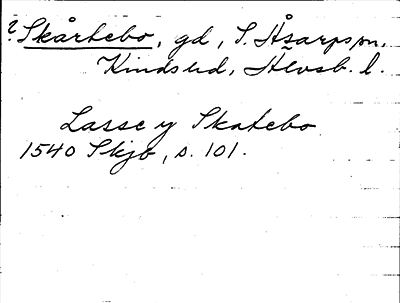 ? Skårtebo, gd, S. Åsarps sn,
Kinds hd, Älvsb. l.
Lasse y Skatebo
1540 Skjb, s. 101.